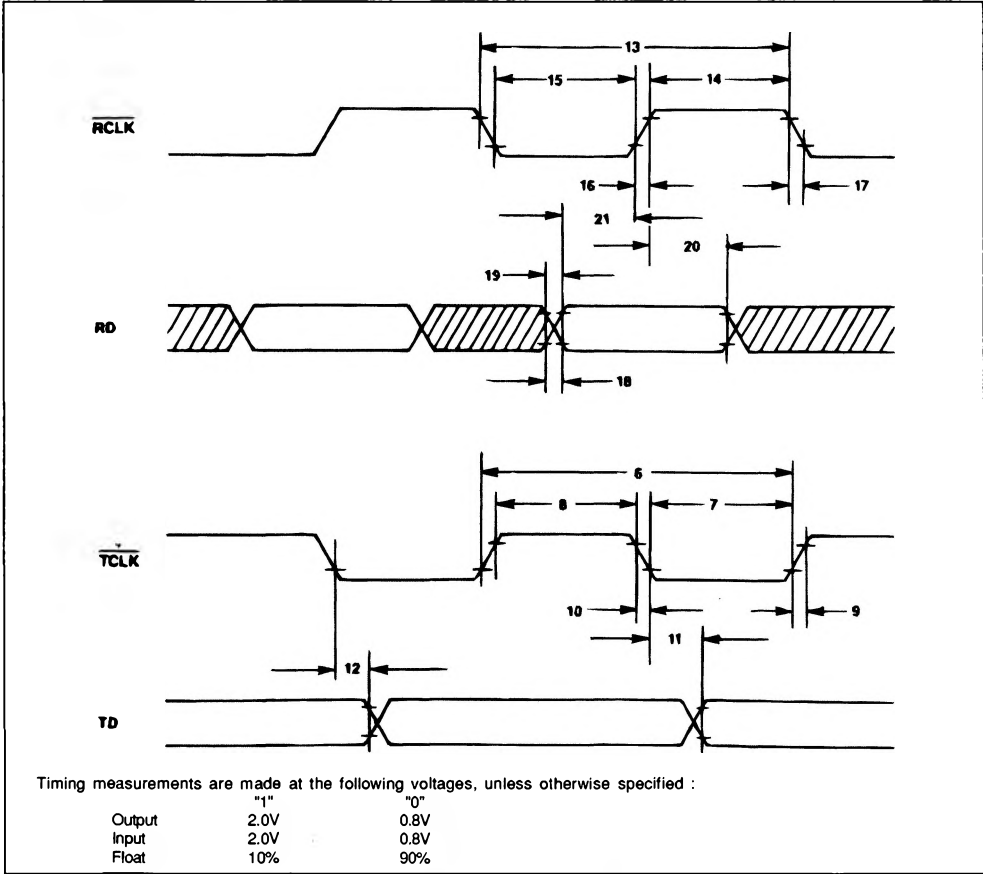 13
15 14
RCLK
16 17
21
20
19
RD
18
6
8 7
TCLK
10 9
11
12
TD
Timing measurements are made at the following voltages, unless otherwise specified :
"1" "0"
Output 2.0V 0.8V
Input 2.0V 0.8V
Float 10% 90%